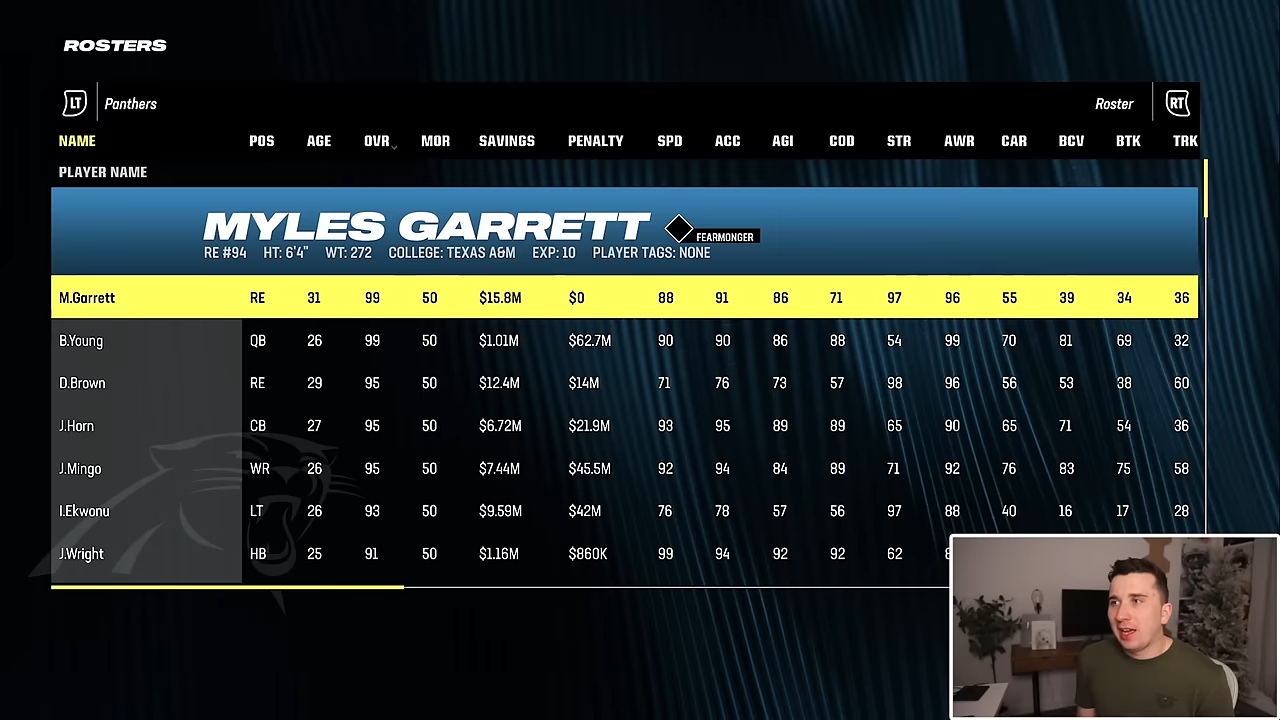 ROSTERS
LT Panthers Roster RT
NAME POS AGE OVR MOR SAVINGS PENALTY SPD ACC AGI COD STR AWR CAR BCV BTK TRK
PLAYER NAME
MYLES GARRETT FEARMONGER
RE #94 HT: 6'4" WT: 272 COLLEGE: TEXAS A&M EXP: 10 PLAYER TAGS: NONE
M.Garrett RE 31 99 50 $15.8M $0 88 91 86 71 97 96 55 39 34 36
B.Young QB 26 99 50 $1.01M $62.7M 90 90 86 88 54 99 70 81 69 32
D.Brown RE 29 95 50 $12.4M $14M 71 76 73 57 98 96 56 53 38 60
J.Horn CB 27 95 50 $6.72M $21.9M 93 95 89 89 65 90 65 71 54 36
J.Mingo WR 26 95 50 $7.44M $45.5M 92 94 84 89 71 92 76 83 75 58
I.Ekwonu LT 26 93 50 $9.59M $42M 76 78 57 56 97 88 40 16 17 28
J.Wright HB 25 91 50 $1.16M $860K 99 94 92 92 62